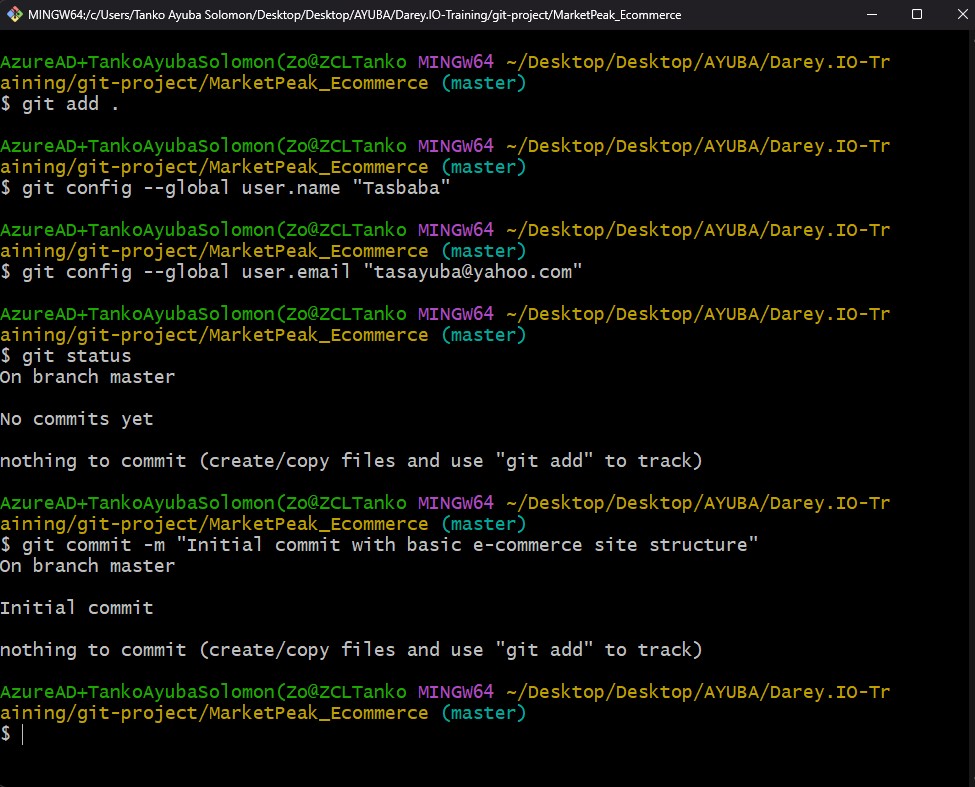 MINGW64:/c/Users/Tanko Ayuba Solomon/Desktop/Desktop/AYUBA/Darey.IO-Training/git-project/MarketPeak_Ecommerce
AzureAD+TankoAyubaSolomon(Zo@ZCLTanko MINGW64 ~/Desktop/Desktop/AYUBA/Darey.IO-Tr
aining/git-project/MarketPeak_Ecommerce (master)
$ git add .
AzureAD+TankoAyubaSolomon(Zo@ZCLTanko MINGW64 ~/Desktop/Desktop/AYUBA/Darey.IO-Tr
aining/git-project/MarketPeak_Ecommerce (master)
$ git config --global user.name "Tasbaba"
AzureAD+TankoAyubaSolomon(Zo@ZCLTanko MINGW64 ~/Desktop/Desktop/AYUBA/Darey.IO-Tr
aining/git-project/MarketPeak_Ecommerce (master)
$ git config --global user.email "tasayuba@yahoo.com"
AzureAD+TankoAyubaSolomon(Zo@ZCLTanko MINGW64 ~/Desktop/Desktop/AYUBA/Darey.IO-Tr
aining/git-project/MarketPeak_Ecommerce (master)
$ git status
On branch master
No commits yet
nothing to commit (create/copy files and use "git add" to track)
AzureAD+TankoAyubaSolomon(Zo@ZCLTanko MINGW64 ~/Desktop/Desktop/AYUBA/Darey.IO-Tr
aining/git-project/MarketPeak_Ecommerce (master)
$ git commit -m "Initial commit with basic e-commerce site structure"
On branch master
Initial commit
nothing to commit (create/copy files and use "git add" to track)
AzureAD+TankoAyubaSolomon(Zo@ZCLTanko MINGW64 ~/Desktop/Desktop/AYUBA/Darey.IO-Tr
aining/git-project/MarketPeak_Ecommerce (master)
$